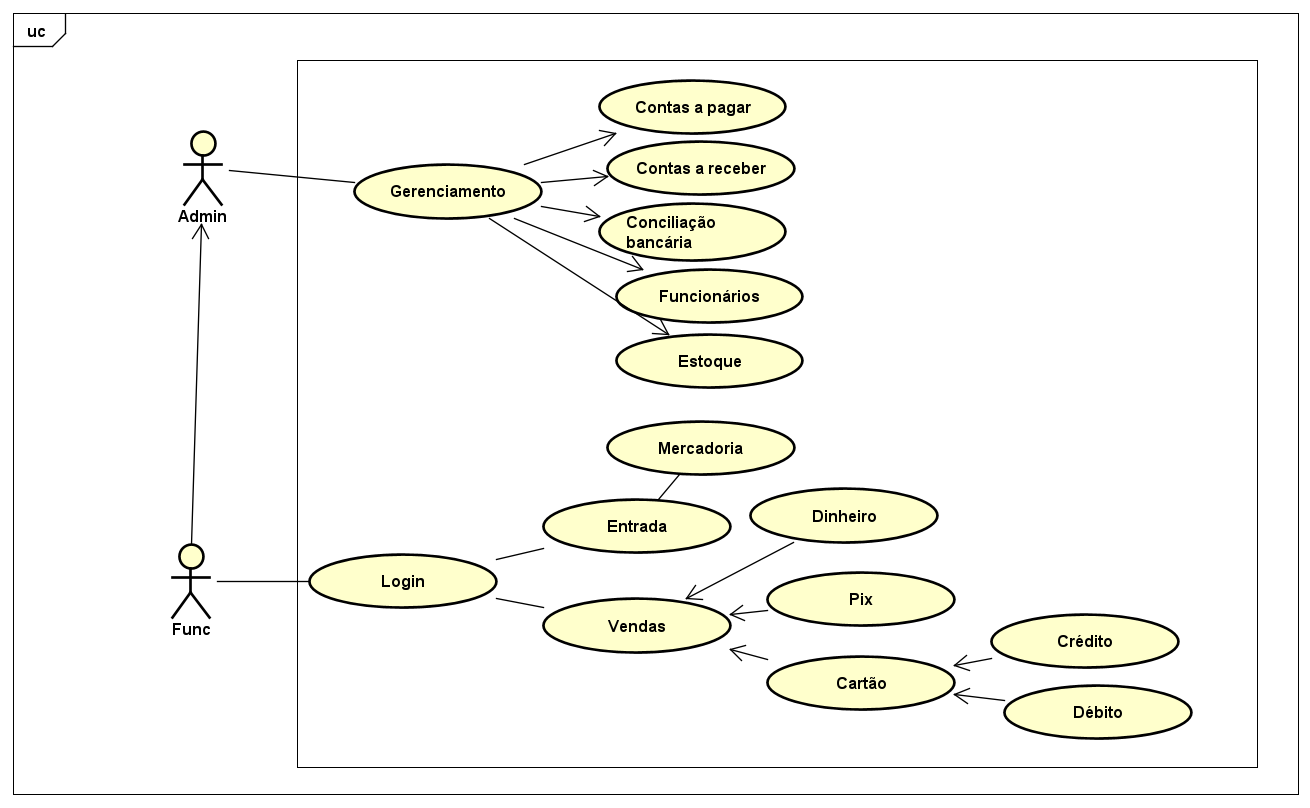 uc
Contas a pagar
Contas a receber
Gerenciamento
Admin
Conciliação
bancária
Funcionários
Estoque
Mercadoria
Dinheiro
Entrada
Login
Pix
Func
Vendas
Crédito
Cartão
Débito